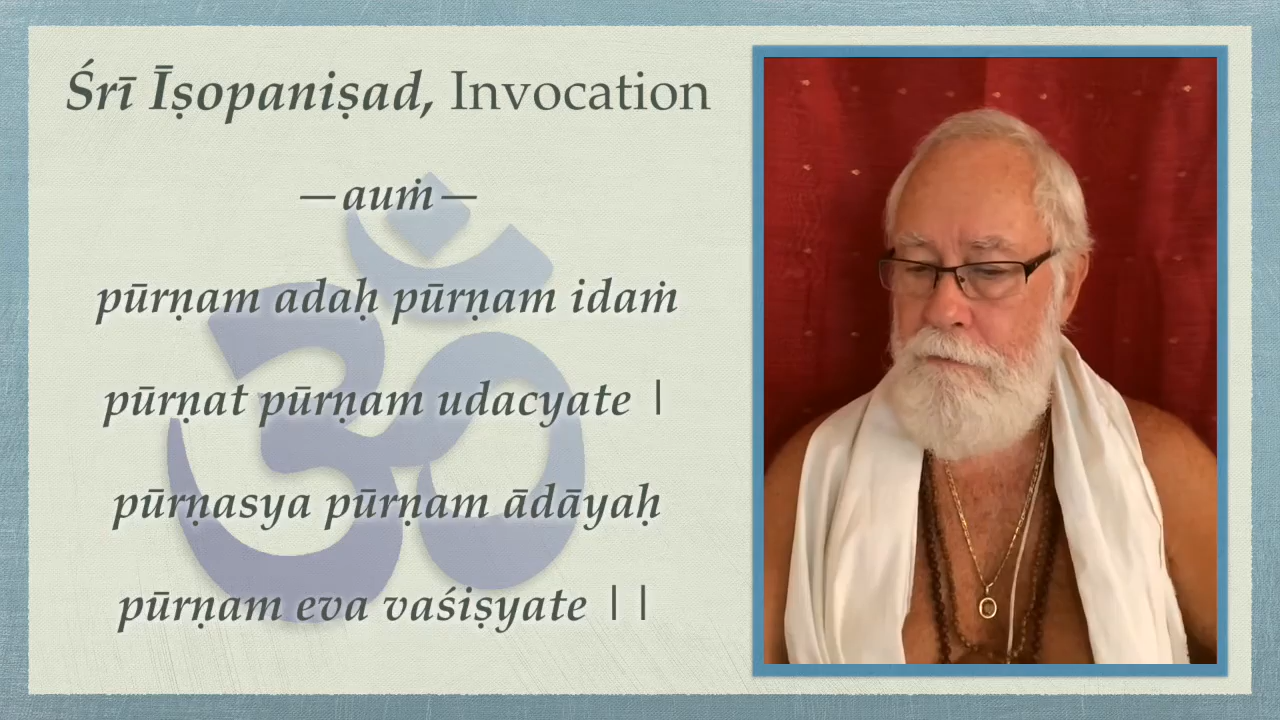 Śrī Īṣopaniṣad, Invocation
—auṁ—
pūrṇam adaḥ pūrṇam idaṁ
pūrṇat pūrṇam udacyate |
pūrṇasya pūrṇam ādāyaḥ
pūrṇam eva vaśiṣyate ||
ॐ